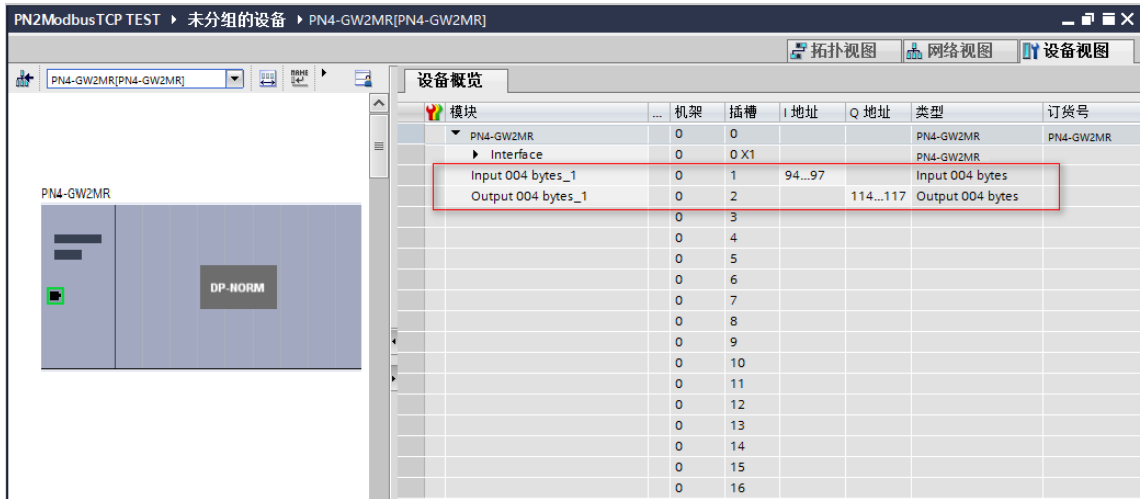 PN2ModbusTCP TEST ▸ 未分组的设备 ▸ PN4-GW2MR[PN4-GW2MR]
拓扑视图 网络视图 设备视图
PN4-GW2MR[PN4-GW2MR]
设备概览
模块 ... 机架 插槽 I 地址 Q 地址 类型 订货号
PN4-GW2MR 0 0 PN4-GW2MR PN4-GW2MR
Interface 0 0 X1 PN4-GW2MR
Input 004 bytes_1 0 1 94...97 Input 004 bytes
Output 004 bytes_1 0 2 114...117 Output 004 bytes
0 3
0 4
0 5
0 6
0 7
0 8
0 9
0 10
0 11
0 12
0 13
0 14
0 15
0 16
PN4-GW2MR
DP-NORM